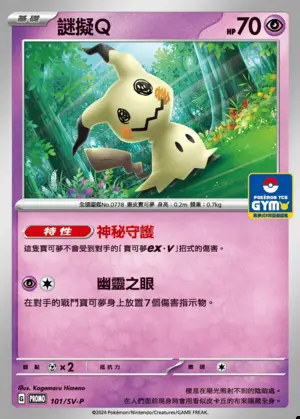 基礎 謎擬Q HP70
全國圖鑑No.0778 畫皮寶可夢 身高：0.2m 體重：0.7kg
POKÉMON TCG
GYM
特性 神秘守護
這隻寶可夢不會受到對手的「寶可夢ex・V」招式的傷害。
幽靈之眼
在對手的戰鬥寶可夢身上放置7個傷害指示物。
弱點 ×2 抵抗力 撤退
Illus. Kagemaru Himeno
G PROMO 101/SV-P
©2024 Pokémon/Nintendo/Creatures/GAME FREAK.